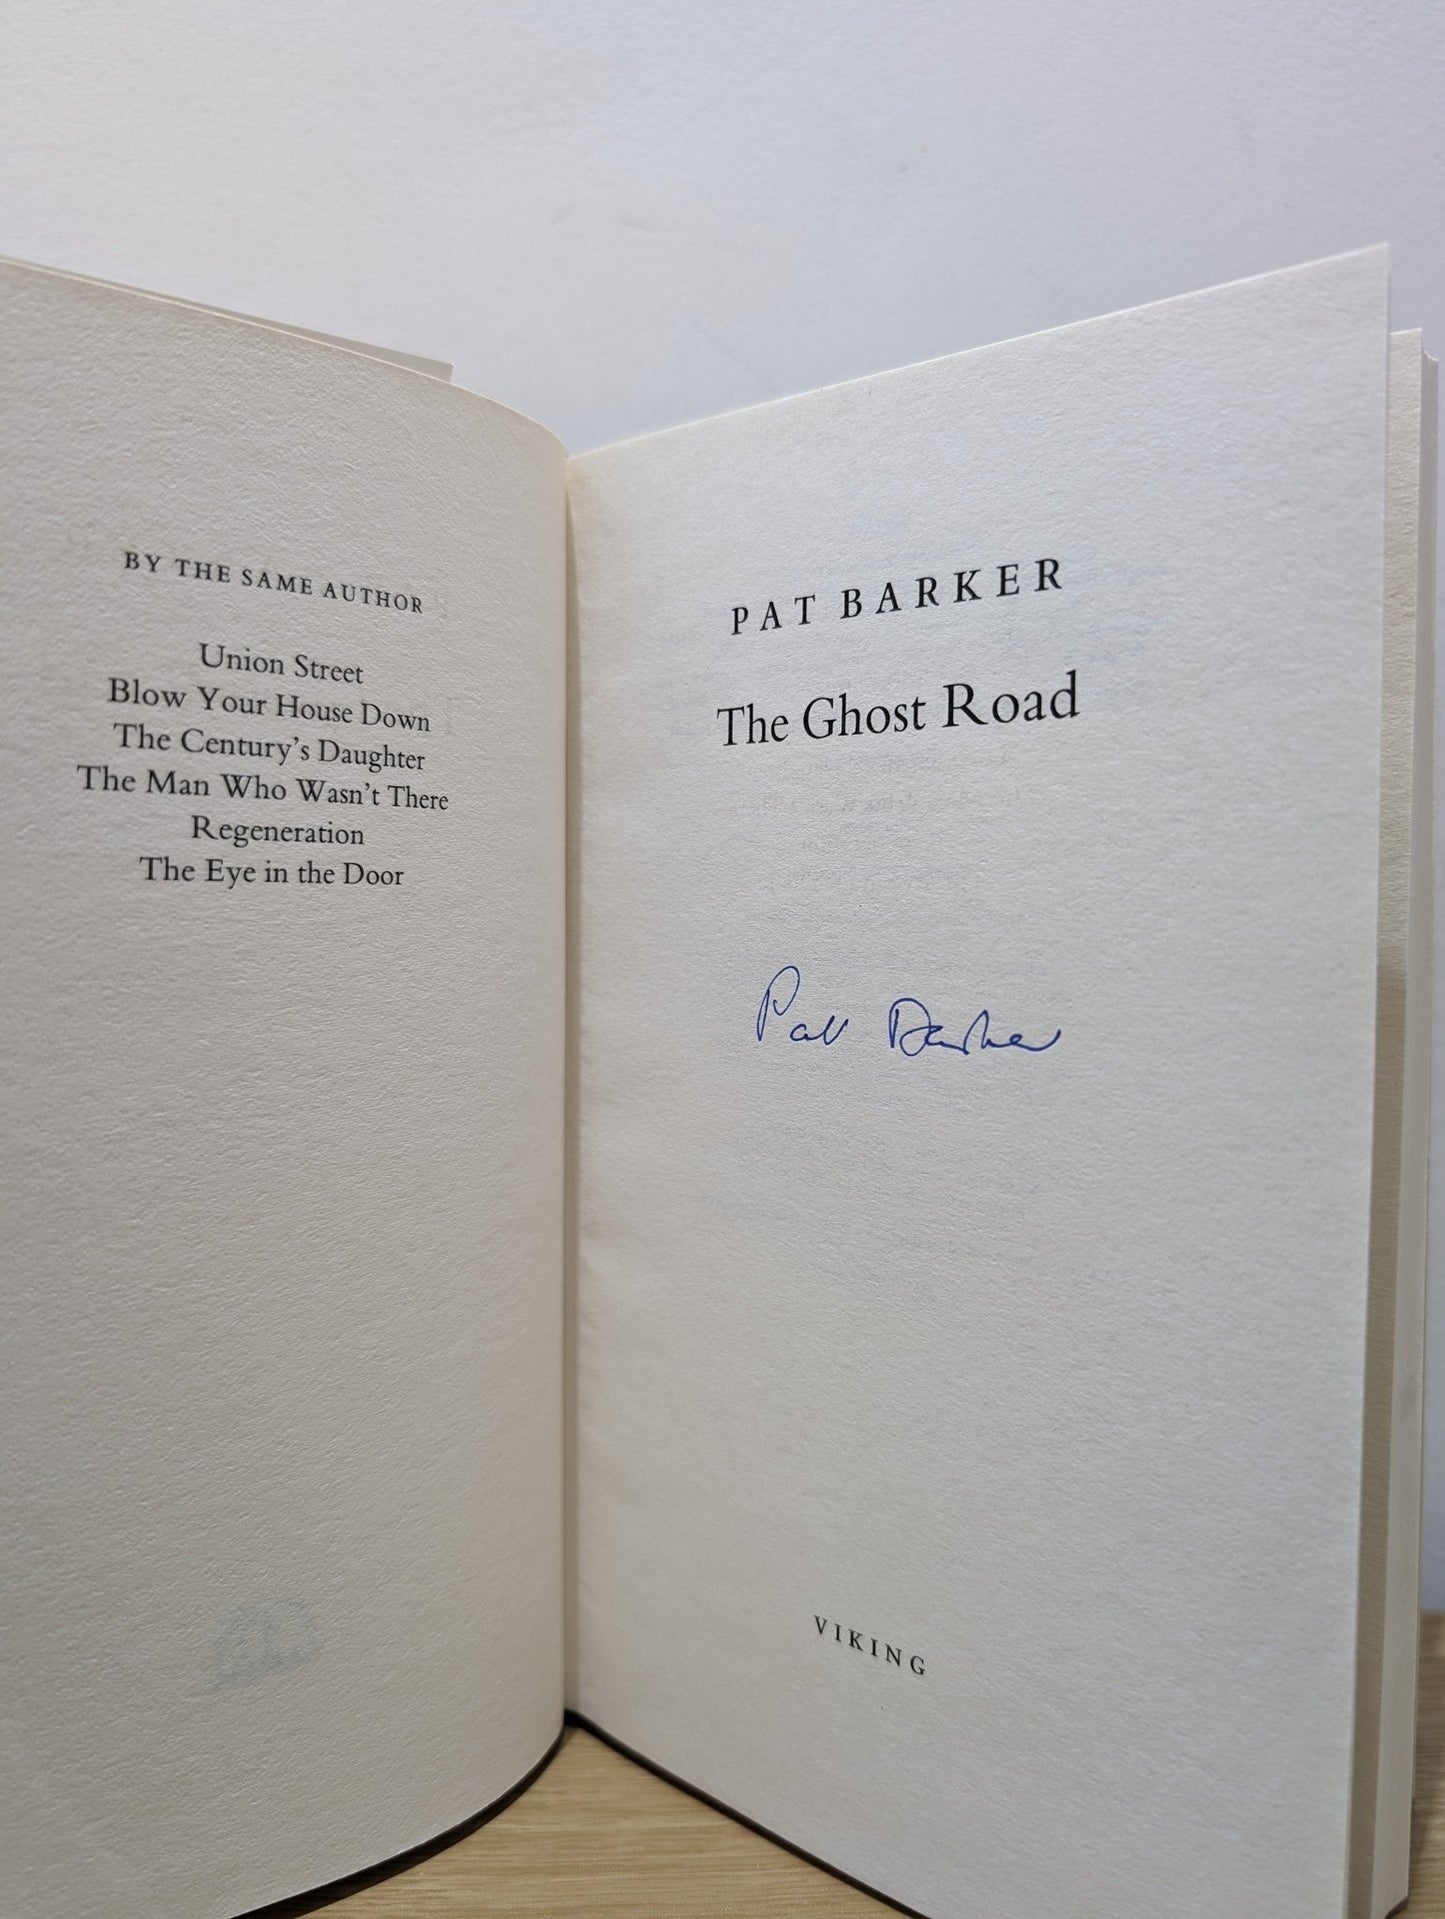 BY THE SAME AUTHOR
Union Street
Blow Your House Down
The Century's Daughter
The Man Who Wasn't There
Regeneration
The Eye in the Door
PAT BARKER
The Ghost Road
Pat Barker
VIKING